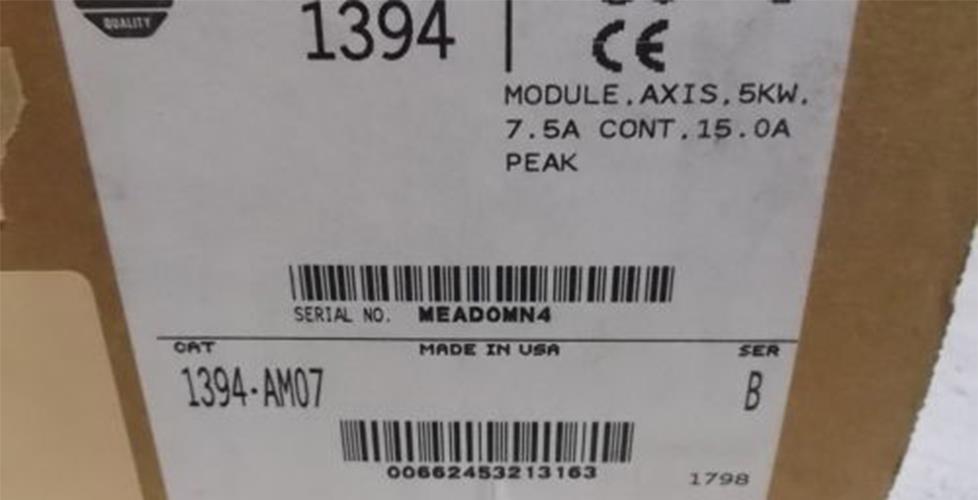 QUALITY
1394
CE
MODULE,AXIS,5KW,
7.5A CONT,15.0A
PEAK
SERIAL NO. MEADOMN4
CAT MADE IN USA SER
1394-AM07 B
00662453213163
1798